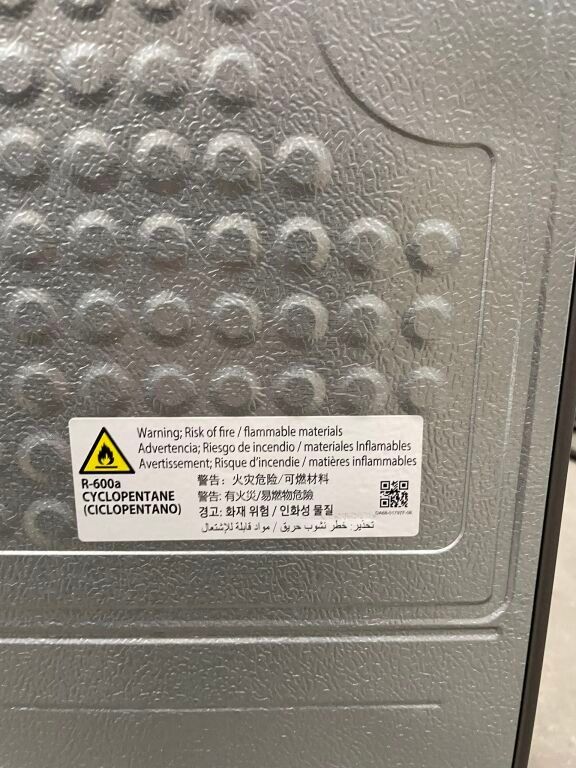 Warning; Risk of fire / flammable materials
Advertencia; Riesgo de incendio / materiales Inflamables
Avertissement; Risque d'incendie / matières inflammables
R-600a
CYCLOPENTANE
(CICLOPENTANO)
警告：火灾危险/可燃材料
警告: 有火災/易燃物危險
경고: 화재 위험 / 인화성 물질
تحذير: خطر نشوب حريق / مواد قابلة للإشتعال